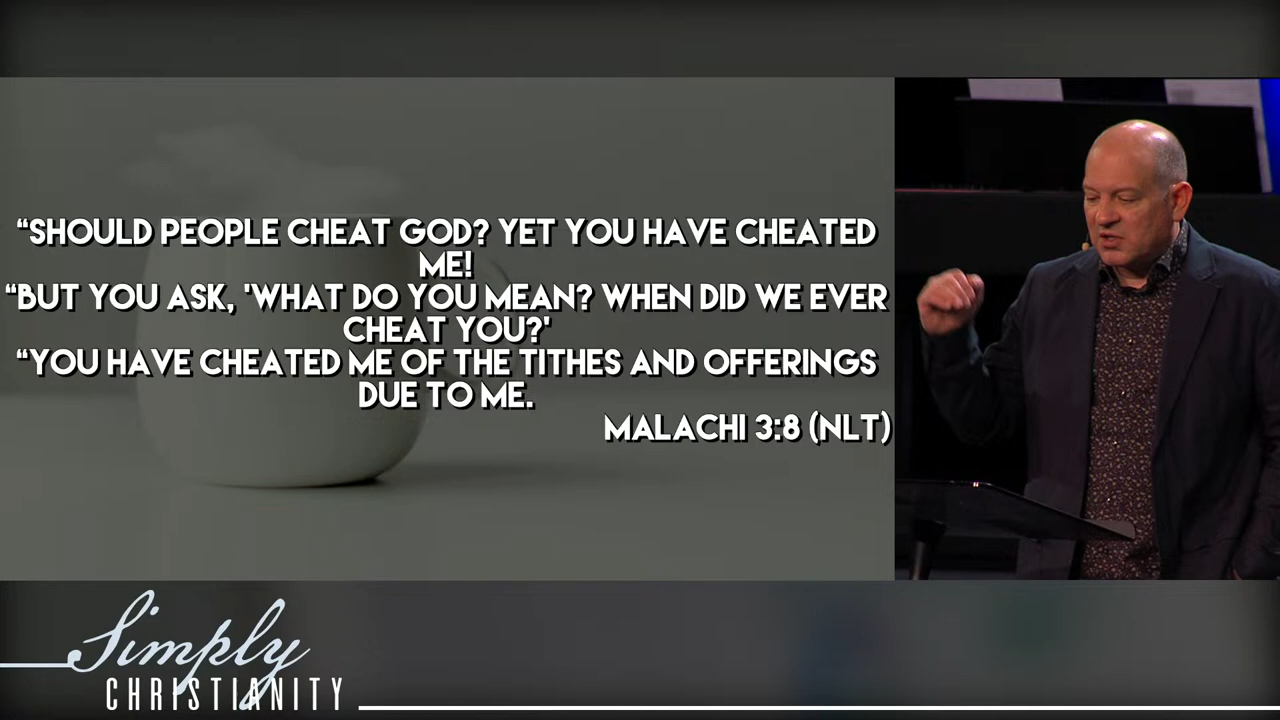 “SHOULD PEOPLE CHEAT GOD? YET YOU HAVE CHEATED
ME!
“BUT YOU ASK, 'WHAT DO YOU MEAN? WHEN DID WE EVER
CHEAT YOU?'
“YOU HAVE CHEATED ME OF THE TITHES AND OFFERINGS
DUE TO ME.
MALACHI 3:8 (NLT)
Simply
CHRISTIANITY